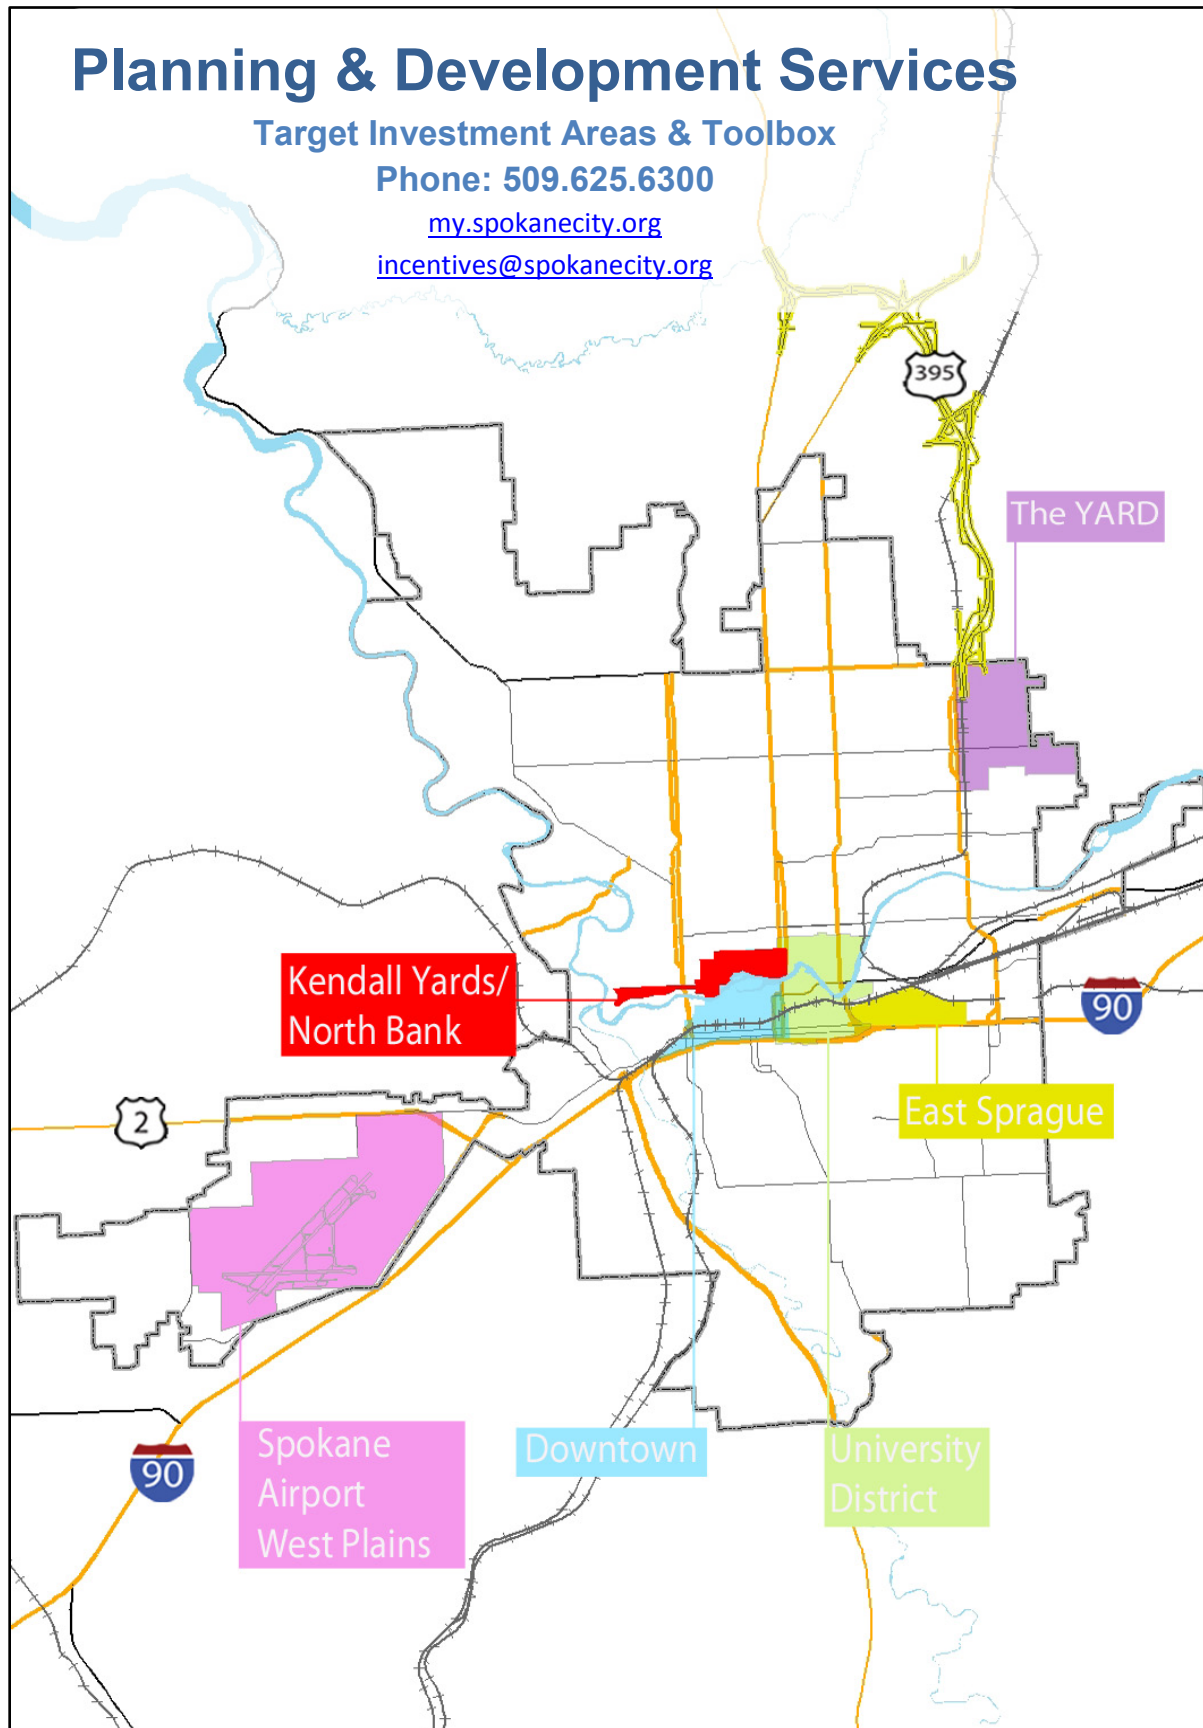 Planning & Development Services
Target Investment Areas & Toolbox
Phone: 509.625.6300
my.spokanecity.org
incentives@spokanecity.org
395
The YARD
Kendall Yards/
North Bank
90
East Sprague
2
Spokane
Airport
West Plains
Downtown
University
District
90